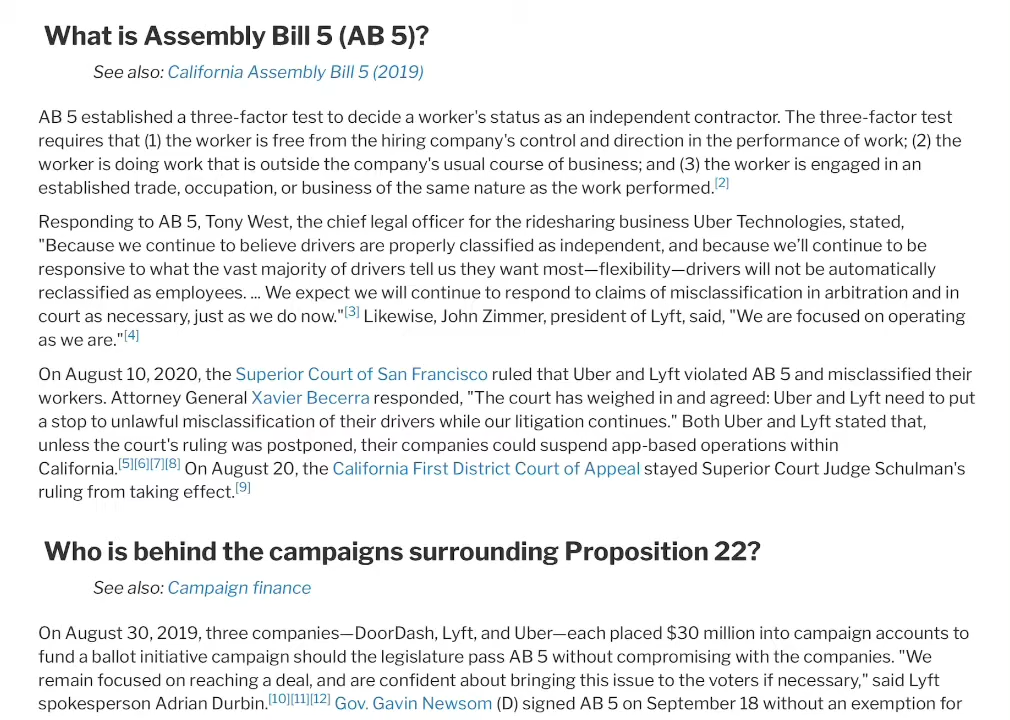 What is Assembly Bill 5 (AB 5)?
See also: California Assembly Bill 5 (2019)
AB 5 established a three-factor test to decide a worker's status as an independent contractor. The three-factor test
requires that (1) the worker is free from the hiring company's control and direction in the performance of work; (2) the
worker is doing work that is outside the company's usual course of business; and (3) the worker is engaged in an
established trade, occupation, or business of the same nature as the work performed.[2]
Responding to AB 5, Tony West, the chief legal officer for the ridesharing business Uber Technologies, stated,
"Because we continue to believe drivers are properly classified as independent, and because we'll continue to be
responsive to what the vast majority of drivers tell us they want most—flexibility—drivers will not be automatically
reclassified as employees. ... We expect we will continue to respond to claims of misclassification in arbitration and in
court as necessary, just as we do now."[3] Likewise, John Zimmer, president of Lyft, said, "We are focused on operating
as we are."[4]
On August 10, 2020, the Superior Court of San Francisco ruled that Uber and Lyft violated AB 5 and misclassified their
workers. Attorney General Xavier Becerra responded, "The court has weighed in and agreed: Uber and Lyft need to put
a stop to unlawful misclassification of their drivers while our litigation continues." Both Uber and Lyft stated that,
unless the court's ruling was postponed, their companies could suspend app-based operations within
California.[5][6][7][8] On August 20, the California First District Court of Appeal stayed Superior Court Judge Schulman's
ruling from taking effect.[9]
Who is behind the campaigns surrounding Proposition 22?
See also: Campaign finance
On August 30, 2019, three companies—DoorDash, Lyft, and Uber—each placed $30 million into campaign accounts to
fund a ballot initiative campaign should the legislature pass AB 5 without compromising with the companies. "We
remain focused on reaching a deal, and are confident about bringing this issue to the voters if necessary," said Lyft
spokesperson Adrian Durbin.[10][11][12] Gov. Gavin Newsom (D) signed AB 5 on September 18 without an exemption for